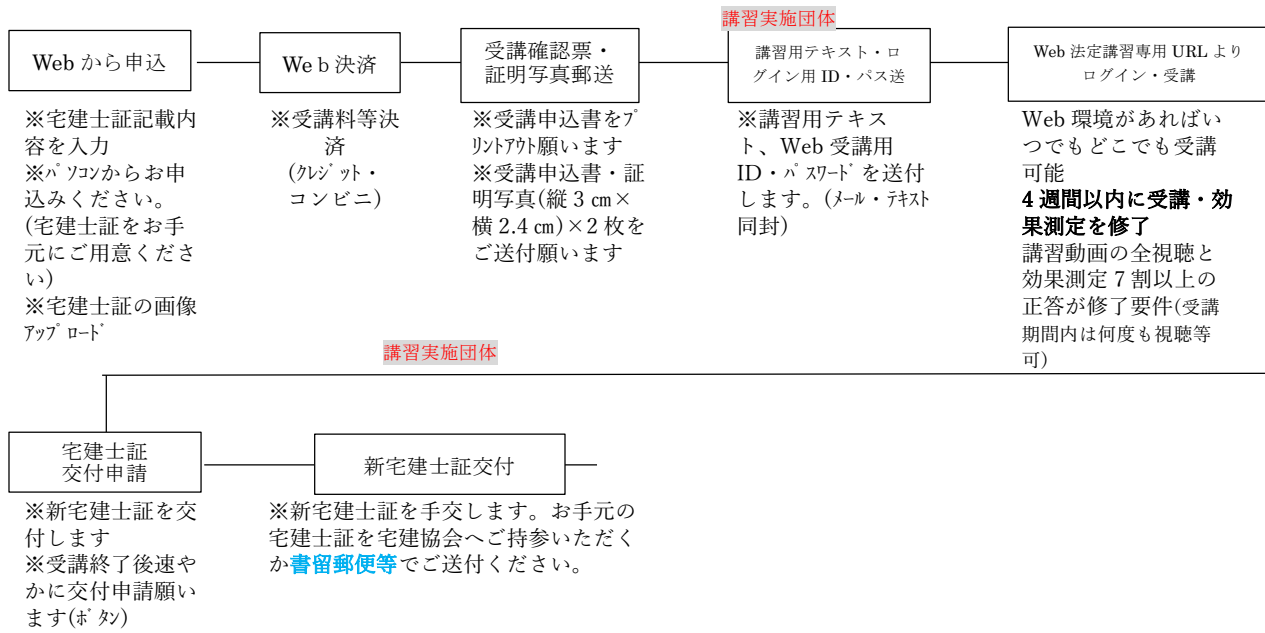 講習実施団体
Webから申込
Weｂ決済
受講確認票・
証明写真郵送
講習用テキスト・ロ
グイン用 ID・パス送
Web 法定講習専用 URL より
ログイン・受講
※宅建士証記載内
容を入力
※ﾊﾟｿｺﾝからお申
込みください。
(宅建士証をお手
元にご用意くださ
い)
※宅建士証の画像
ｱｯﾌﾟﾛｰﾄﾞ
※受講料等決
済
(ｸﾚｼﾞｯﾄ・
コンビニ)
※受講申込書をﾌﾟ
ﾘﾝﾄｱｳﾄ願います
※受講申込書・証
明写真(縦 3 ㎝×
横 2.4 ㎝)×2 枚を
ご送付願います
※講習用テキス
ト、Web 受講用
ID・ﾊﾟｽﾜｰﾄﾞを送付
します。(ﾒｰﾙ・ﾃｷｽﾄ
同封)
Web 環境があればい
つでもどこでも受講
可能
4 週間以内に受講・効
果測定を修了
講習動画の全視聴と
効果測定 7 割以上の
正答が修了要件(受講
期間内は何度も視聴等
可)
講習実施団体
宅建士証
交付申請
新宅建士証交付
※新宅建士証を交
付します
※受講終了後速や
かに交付申請願い
ます(ﾎﾞﾀﾝ)
※新宅建士証を手交します。お手元の
宅建士証を宅建協会へご持参いただく
か書留郵便等でご送付ください。